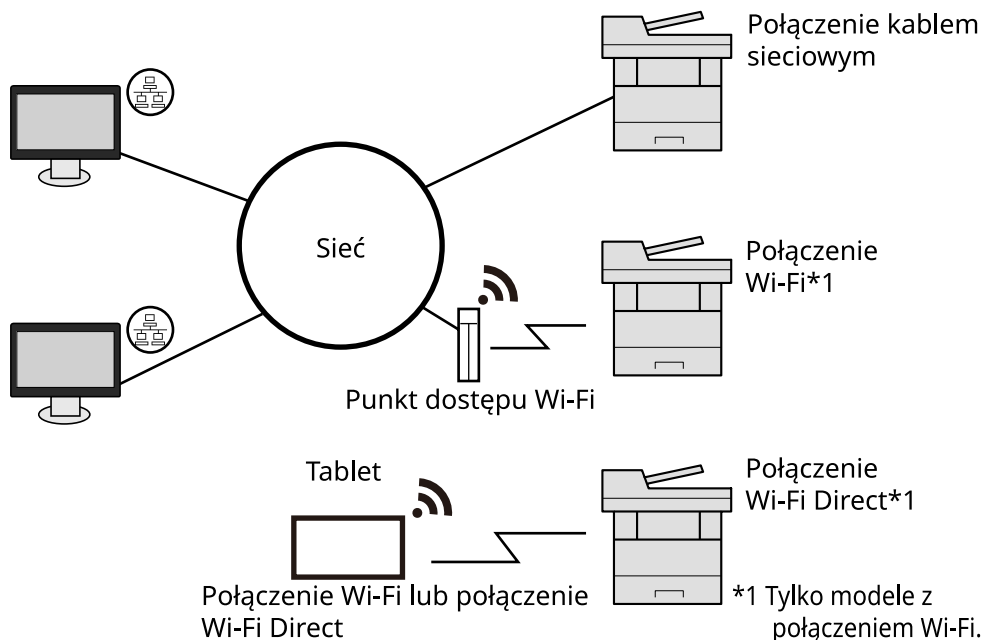 Połączenie kablem
sieciowym
Sieć
Połączenie
Wi-Fi*1
Punkt dostępu Wi-Fi
Tablet
Połączenie
Wi-Fi Direct*1
Połączenie Wi-Fi lub połączenie
Wi-Fi Direct
*1 Tylko modele z
połączeniem Wi-Fi.